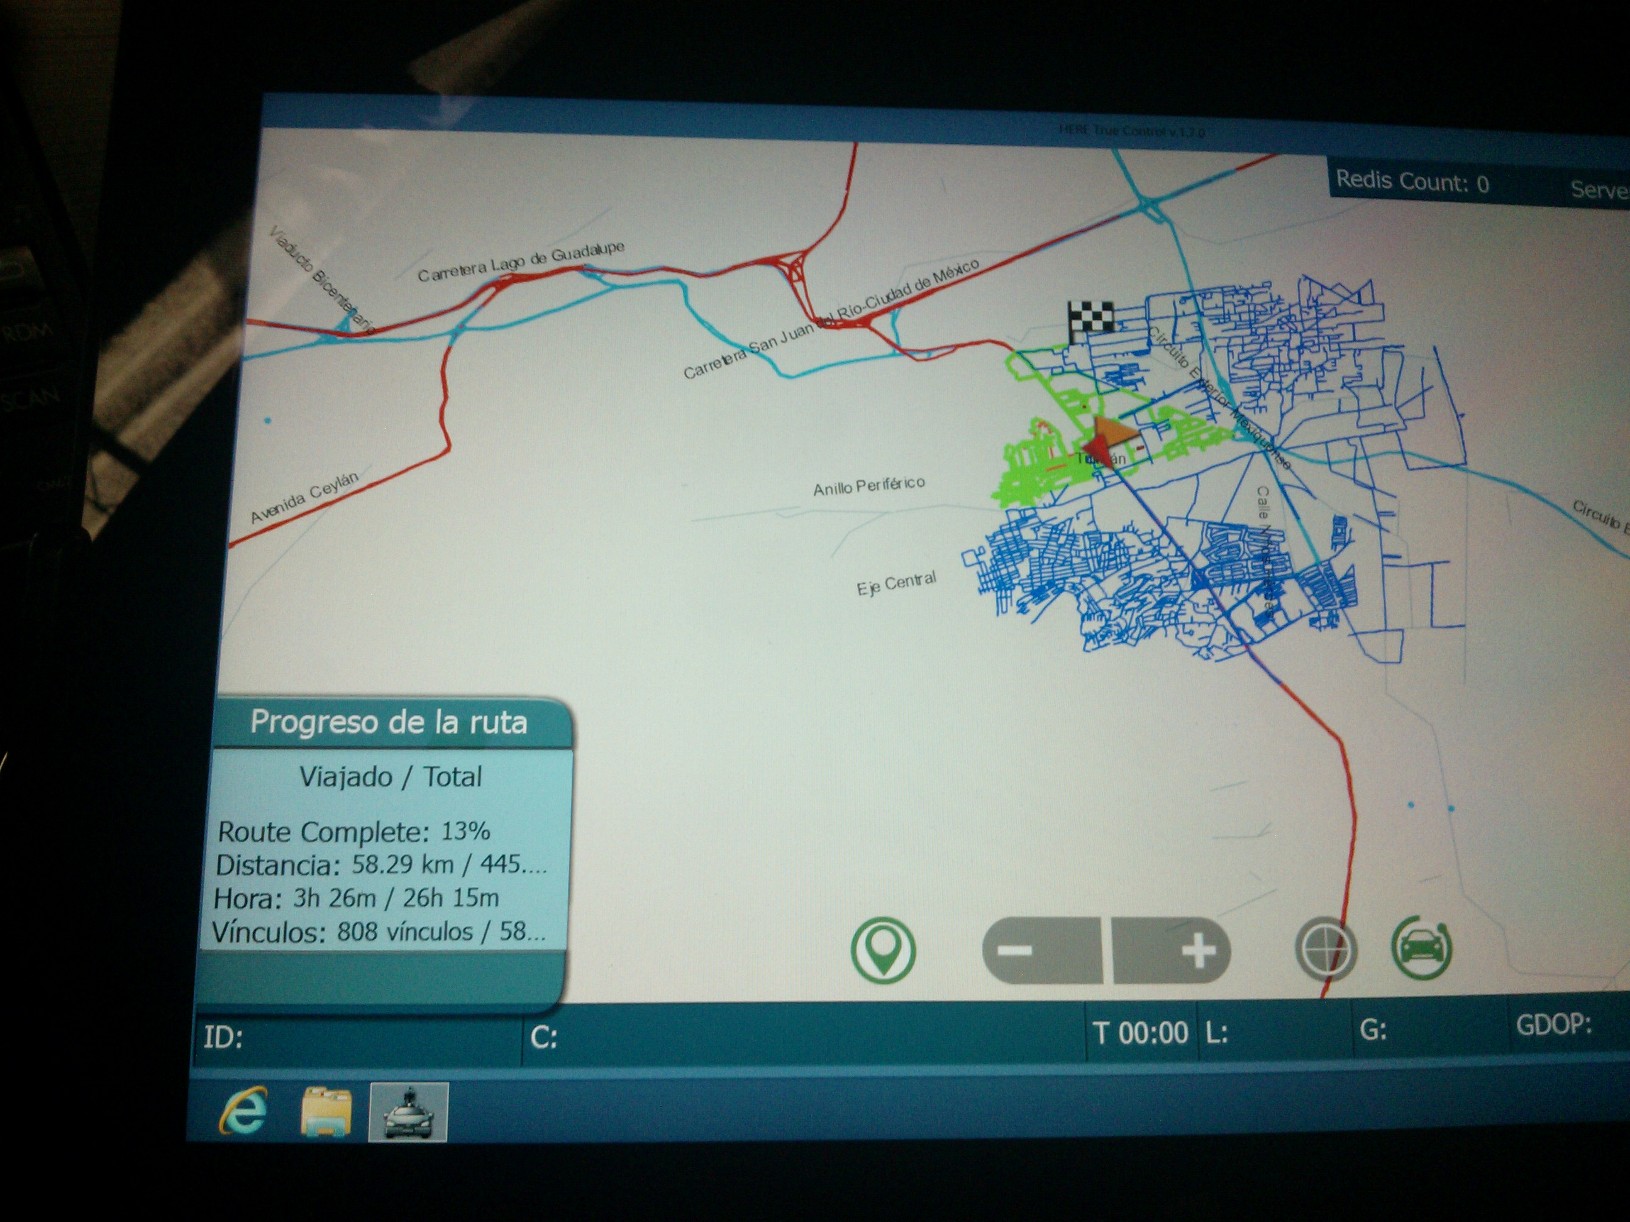 HERE True Control v.1.7.0
Redis Count: 0
Serve
Viaducto Bicentenario
Carretera Lago de Guadalupe
Carretera San Juan del Río-Ciudad de México
Circuito Exterior Mexiquense
Avenida Ceylán
Anillo Periférico
Circuito E
Eje Central
Progreso de la ruta
Viajado / Total
Route Complete: 13%
Distancia: 58.29 km / 445....
Hora: 3h 26m / 26h 15m
Vínculos: 808 vínculos / 58...
ID:
C:
T 00:00
L:
G:
GDOP:
RDM
SCAN